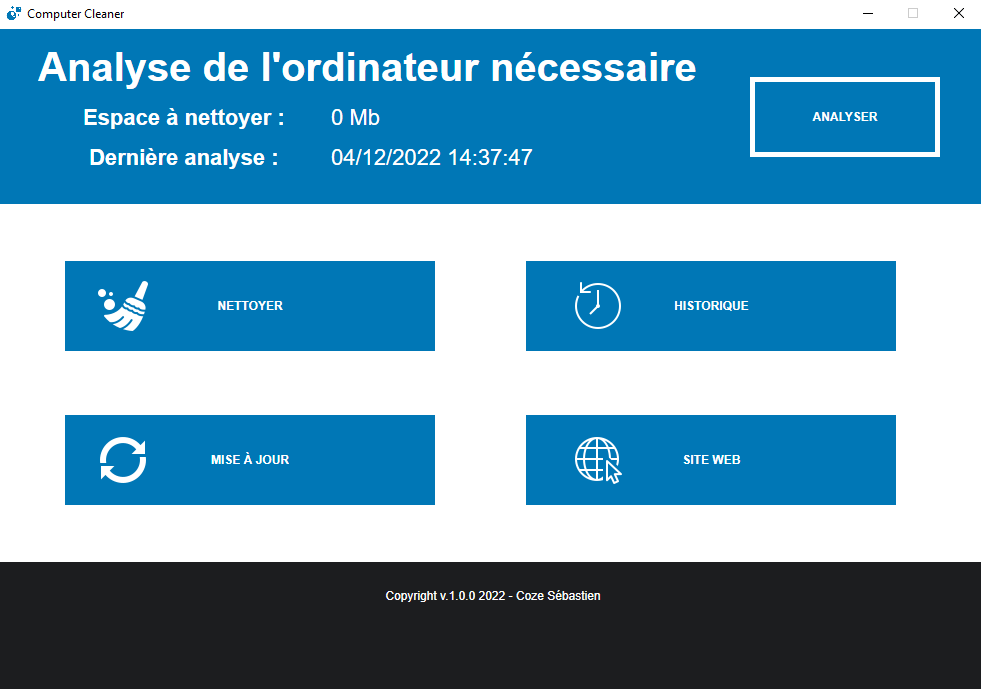 Computer Cleaner
Analyse de l'ordinateur nécessaire
Espace à nettoyer : 0 Mb
Dernière analyse : 04/12/2022 14:37:47
ANALYSER
NETTOYER
HISTORIQUE
MISE À JOUR
SITE WEB
Copyright v.1.0.0 2022 - Coze Sébastien